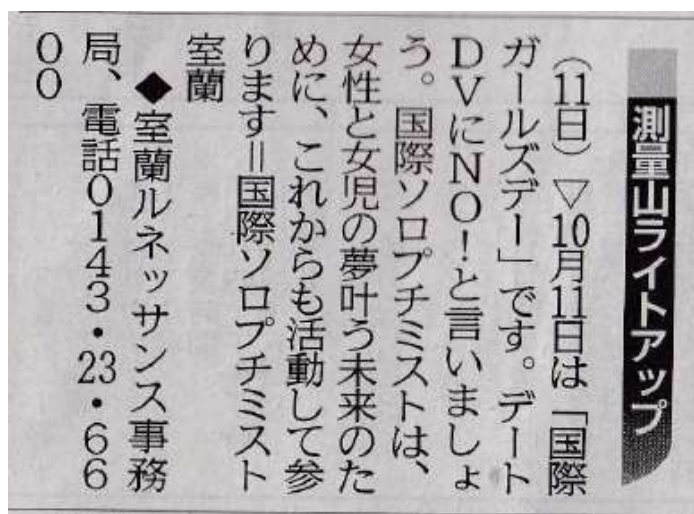 測量山ライトアップ
（11日）▽10月11日は「国際
ガールズデー」です。デート
DVにNO！と言いましょ
う。国際ソロプチミストは、
女性と女児の夢叶う未来のた
めに、これからも活動して参
ります＝国際ソロプチミスト
室蘭
◆室蘭ルネッサンス事務
局、電話0143・23・66
00